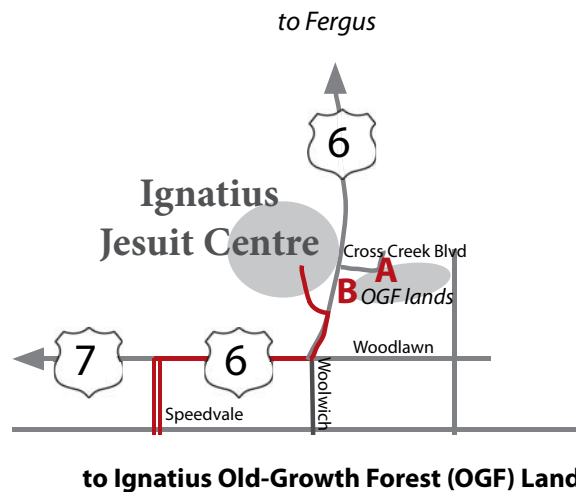 to Fergus
6
Ignatius
Jesuit Centre
Cross Creek Blvd
A
B
OGF lands
7
6
Woodlawn
Woolwich
Speedvale
to Ignatius Old-Growth Forest (OGF) Land